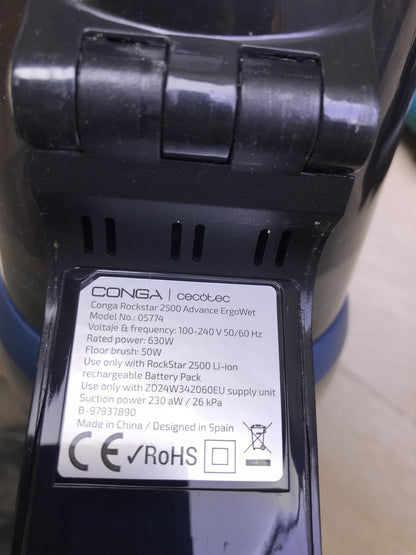 CONGA | cecotec
Conga Rockstar 2500 Advance ErgoWet
Model No.: 05774
Voltaje & frequency: 100-240 V 50/60 Hz
Rated power: 630W
Floor brush: 50W
Use only with RockStar 2500 Li-ion
rechargeable Battery Pack
Use only with ZD24W342060EU supply unit
Suction power 230 aW / 26 kPa
B-97937890
Made in China / Designed in Spain
CE ✓RoHS